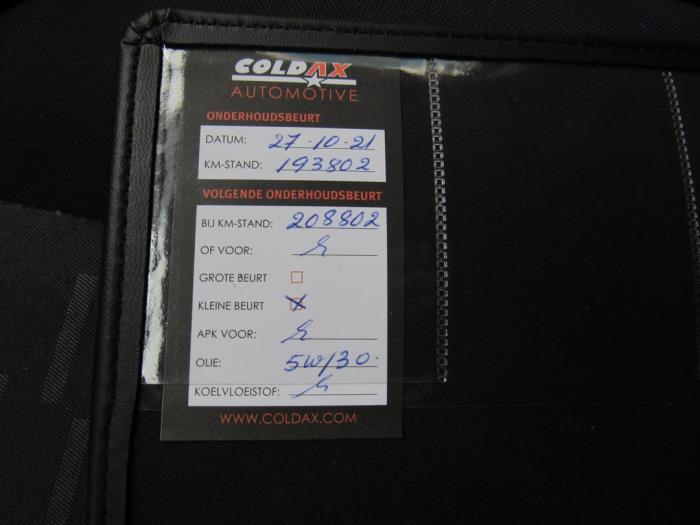 COLDAX
AUTOMOTIVE
ONDERHOUDSBEURT
DATUM: 27-10-21
KM-STAND: 193802
VOLGENDE ONDERHOUDSBEURT
BIJ KM-STAND: 208802
OF VOOR:
GROTE BEURT
KLEINE BEURT
APK VOOR:
OLIE: 5W/30.
KOELVLOEISTOF:
WWW.COLDAX.COM